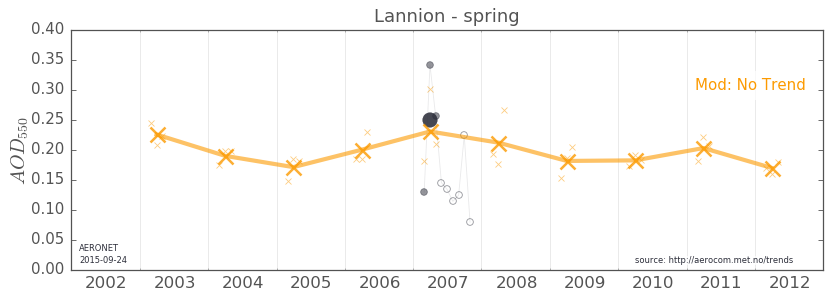 Lannion - spring
0.40
0.35
0.30
0.25
0.20
0.15
0.10
0.05
0.00
AOD550
Mod: No Trend
AERONET
2015-09-24
source: http://aerocom.met.no/trends
2002 2003 2004 2005 2006 2007 2008 2009 2010 2011 2012